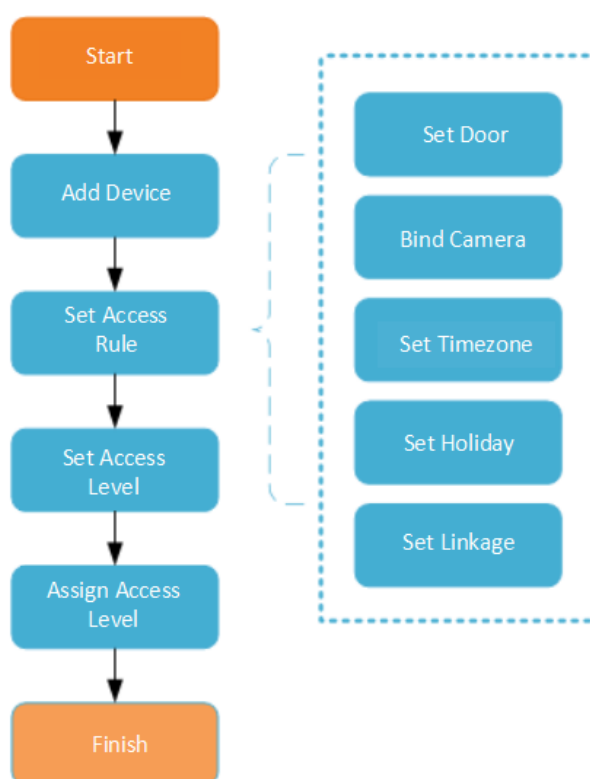 Start
Add Device
Set Access
Rule
Set Access
Level
Assign Access
Level
Finish
Set Door
Bind Camera
Set Timezone
Set Holiday
Set Linkage